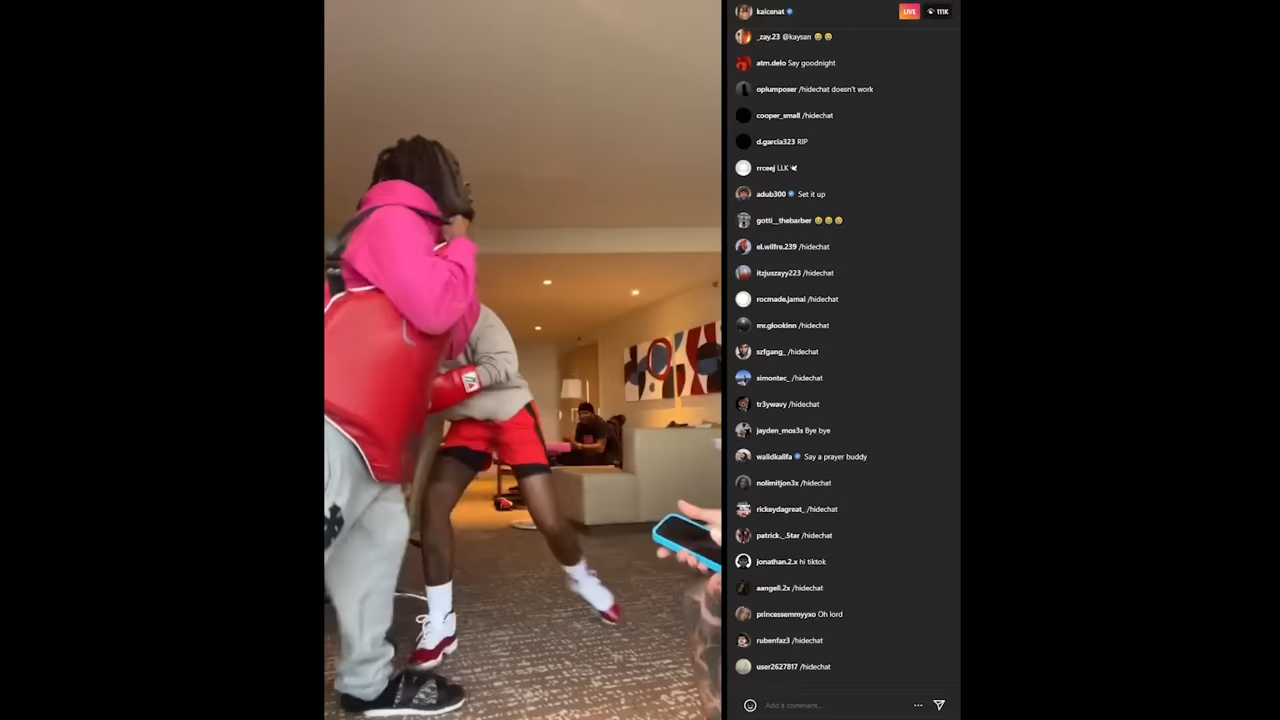 kaicenat
LIVE 111K
_zay.23 @kaysan 😆 😆
atm.delo Say goodnight
opiumposer /hidechat doesn't work
cooper_small /hidechat
d.garcia323 RIP
rrceej LLK 🕊
adub300 Set it up
gotti__thebarber 😆 😆 😆
el.wilfre.239 /hidechat
itzjuszayy223 /hidechat
rocmade.jamal /hidechat
mr.glookinn /hidechat
szfgang_ /hidechat
simontec_ /hidechat
tr3ywavy /hidechat
jayden_mos3s Bye bye
walidkalifa Say a prayer buddy
nolimitjon3x /hidechat
rickeydagreat_ /hidechat
patrick._.5tar /hidechat
jonathan.2.x hi tiktok
aangell.2x /hidechat
princessemmyyxo Oh lord
rubenfaz3 /hidechat
user2627817 /hidechat
Add a comment...